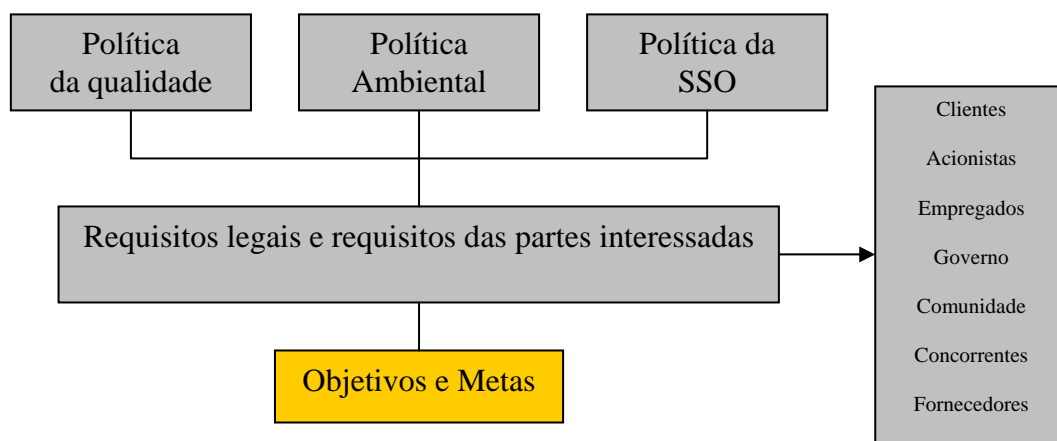 Política
da qualidade
Política
Ambiental
Política da
SSO
Requisitos legais e requisitos das partes interessadas
Objetivos e Metas
Clientes
Acionistas
Empregados
Governo
Comunidade
Concorrentes
Fornecedores